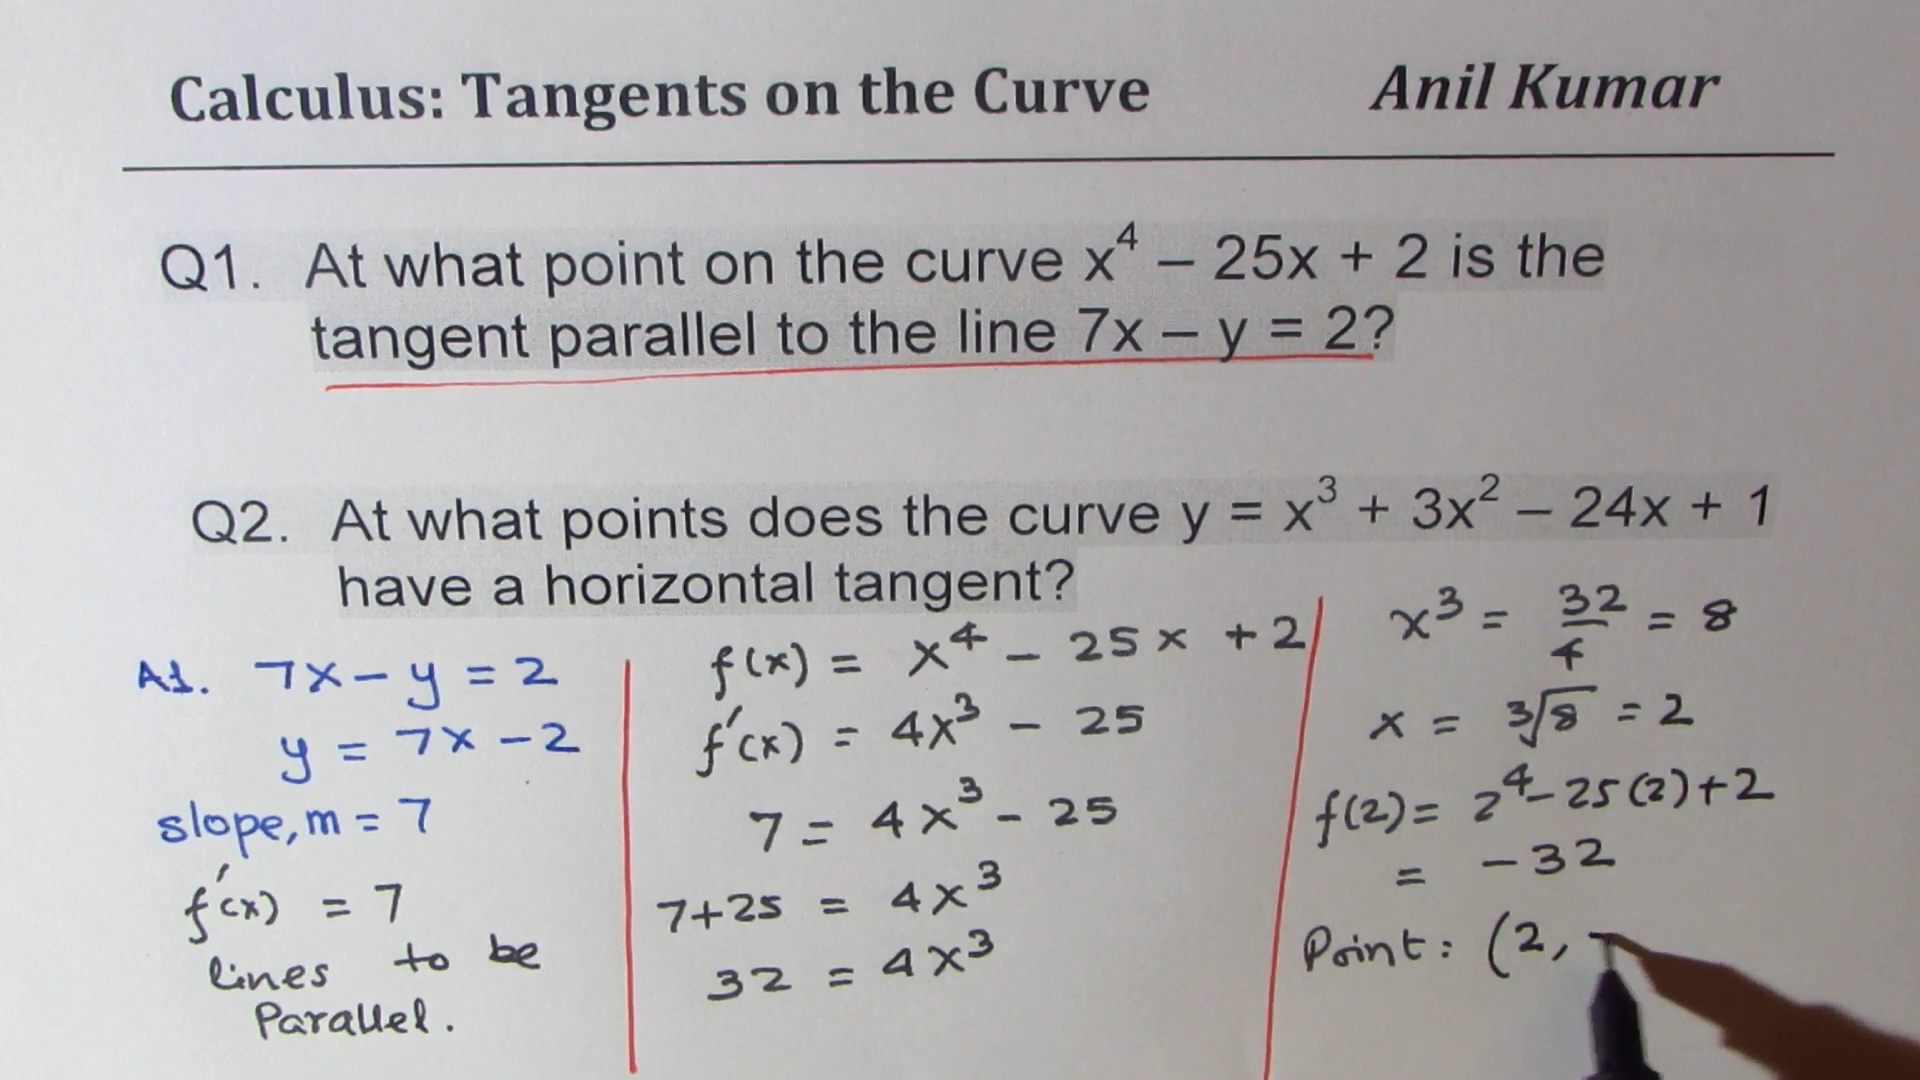 Calculus: Tangents on the Curve Anil Kumar
Q1. At what point on the curve x⁴ – 25x + 2 is the
tangent parallel to the line 7x – y = 2?
Q2. At what points does the curve y = x³ + 3x² – 24x + 1
have a horizontal tangent?
A1. 7x - y = 2
y = 7x - 2
slope, m = 7
f'(x) = 7
lines to be
Parallel.
f(x) = x⁴ - 25x + 2
f'(x) = 4x³ - 25
7 = 4x³ - 25
7+25 = 4x³
32 = 4x³
x³ = 32/4 = 8
x = ³√8 = 2
f(2) = 2⁴ - 25(2) + 2
= -32
Point: (2, -